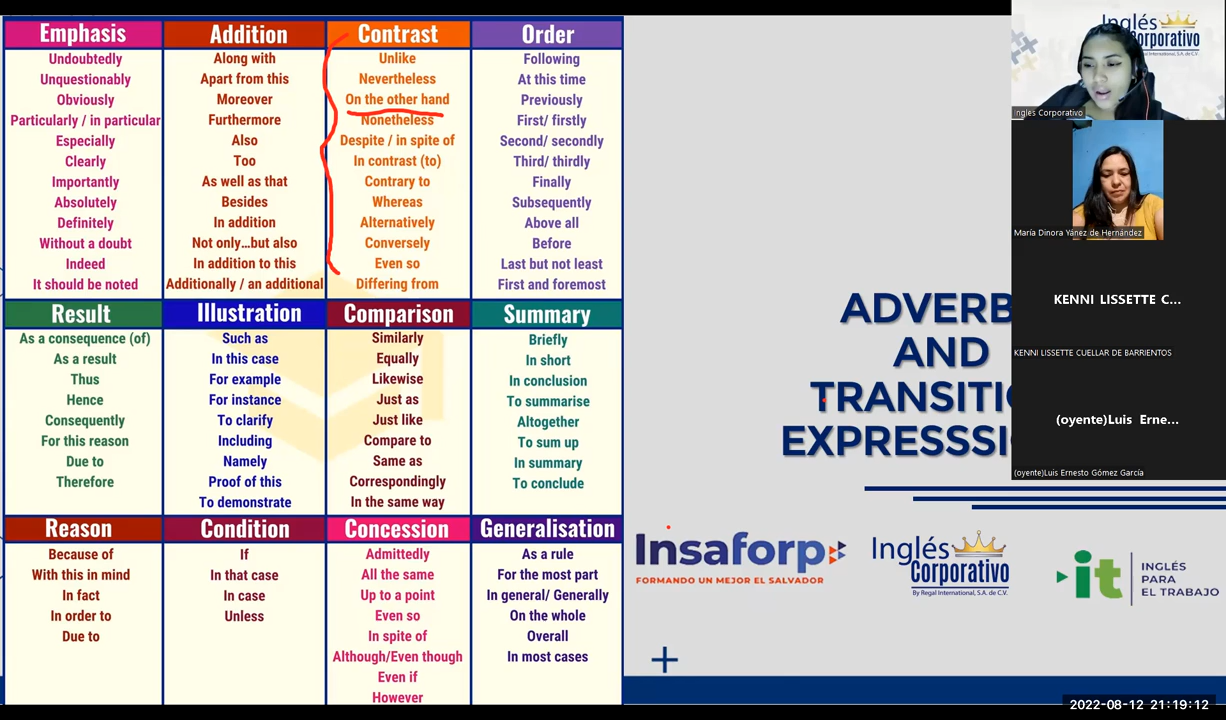 Emphasis
Undoubtedly
Unquestionably
Obviously
Particularly / in particular
Especially
Clearly
Importantly
Absolutely
Definitely
Without a doubt
Indeed
It should be noted
Addition
Along with
Apart from this
Moreover
Furthermore
Also
Too
As well as that
Besides
In addition
Not only...but also
In addition to this
Additionally / an additional
Contrast
Unlike
Nevertheless
On the other hand
Nonetheless
Despite / in spite of
In contrast (to)
Contrary to
Whereas
Alternatively
Conversely
Even so
Differing from
Order
Following
At this time
Previously
First/ firstly
Second/ secondly
Third/ thirdly
Finally
Subsequently
Above all
Before
Last but not least
First and foremost
Result
As a consequence (of)
As a result
Thus
Hence
Consequently
For this reason
Due to
Therefore
Illustration
Such as
In this case
For example
For instance
To clarify
Including
Namely
Proof of this
To demonstrate
Comparison
Similarly
Equally
Likewise
Just as
Just like
Compare to
Same as
Correspondingly
In the same way
Summary
Briefly
In short
In conclusion
To summarise
Altogether
To sum up
In summary
To conclude
Reason
Because of
With this in mind
In fact
In order to
Due to
Condition
If
In that case
In case
Unless
Concession
Admittedly
All the same
Up to a point
Even so
In spite of
Although/Even though
Even if
However
Generalisation
As a rule
For the most part
In general/ Generally
On the whole
Overall
In most cases
ADVERB
AND
TRANSITIO
EXPRESSSI
Insaforp
FORMANDO UN MEJOR EL SALVADOR
Inglés
Corporativo
By Regal International, S.A. de C.V.
it
INGLÉS
PARA
EL TRABAJO
Inglés
orporativo
Regal International, S.A. de C.V.
Ingles Corporativo
María Dinora Yánez de Hernández
KENNI LISSETTE C...
KENNI LISSETTE CUELLAR DE BARRIENTOS
(oyente)Luis Erne...
(oyente)Luis Ernesto Gómez García
2022-08-12 21:19:12